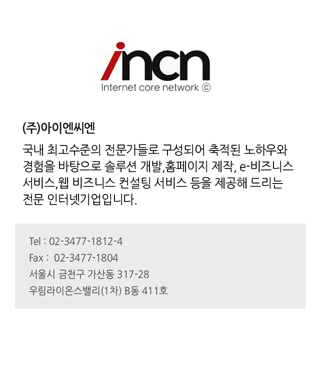 incn
Internet core network ©
(주)아이엔씨엔
국내 최고수준의 전문가들로 구성되어 축적된 노하우와
경험을 바탕으로 솔루션 개발,홈페이지 제작, e-비즈니스
서비스,웹 비즈니스 컨설팅 서비스 등을 제공해 드리는
전문 인터넷기업입니다.
Tel : 02-3477-1812-4
Fax :  02-3477-1804
서울시 금천구 가산동 317-28
우림라이온스밸리(1차) B동 411호